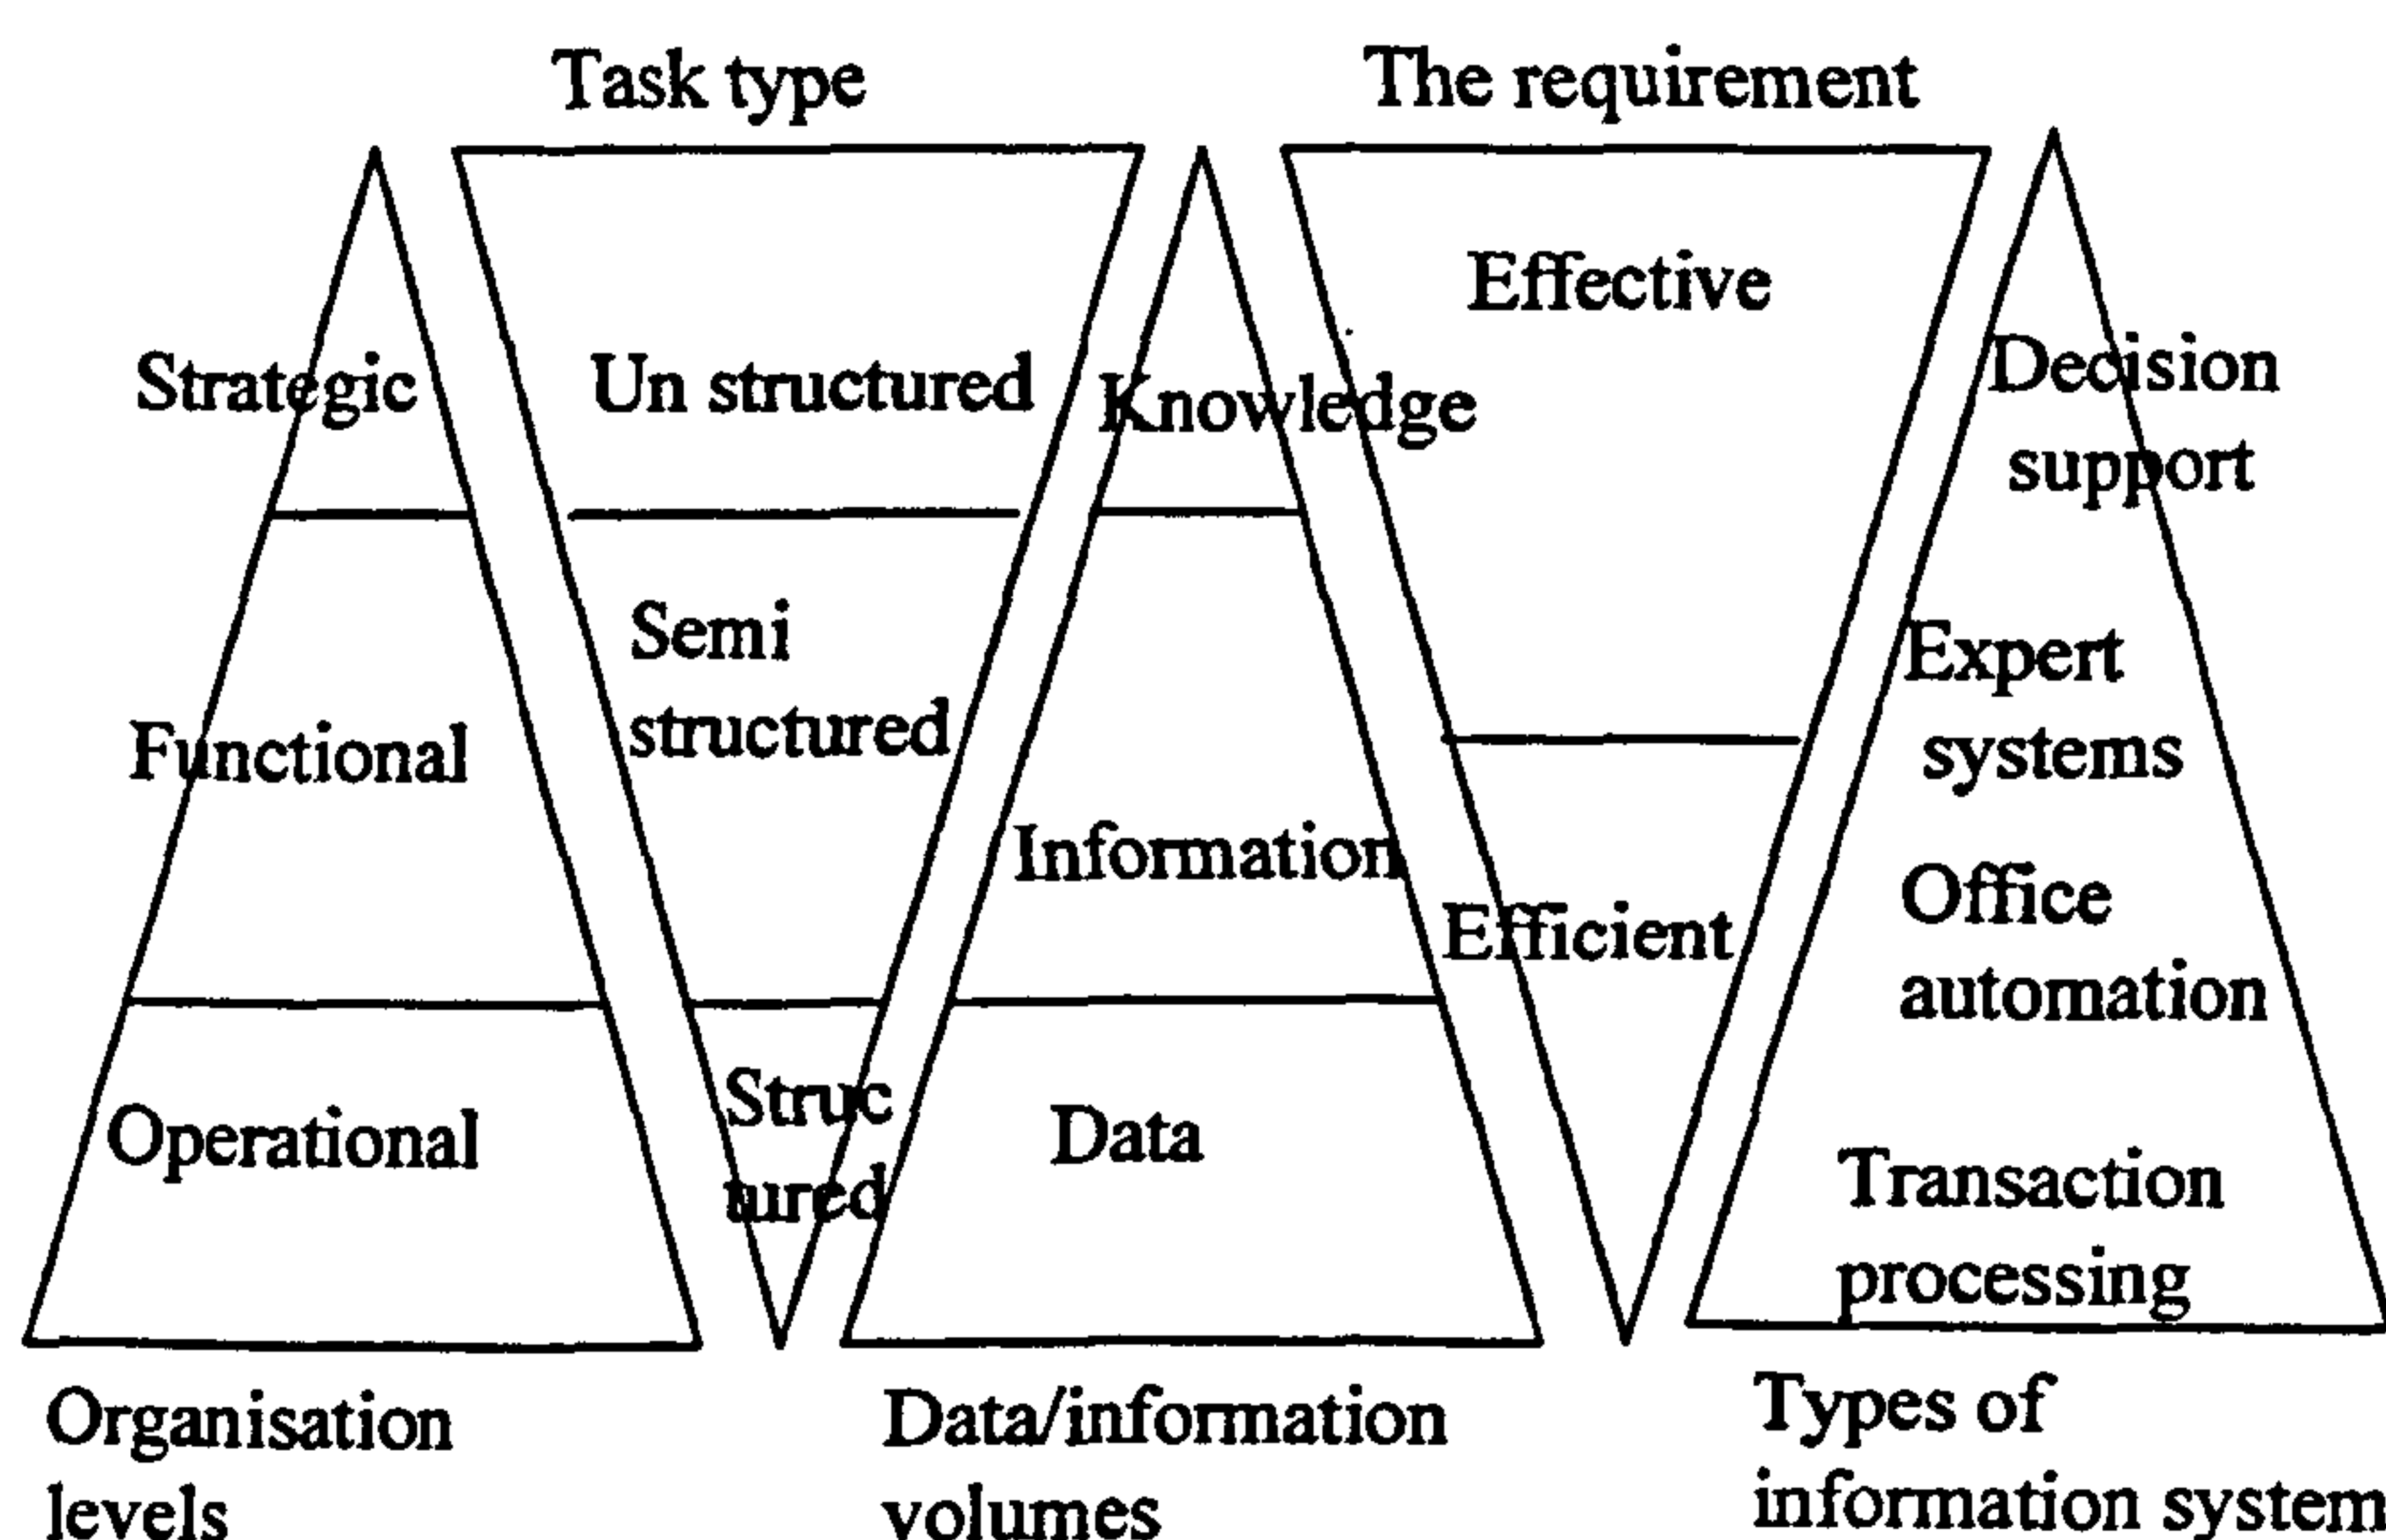 Task type
The requirement
Strategic
Functional
Operational
Un structured
Semi
structured
Struc
tured
Knowledge
Information
Data
Effective
Efficient
Decision
support
Expert
systems
Office
automation
Transaction
processing
Organisation
levels
Data/information
volumes
Types of
information system